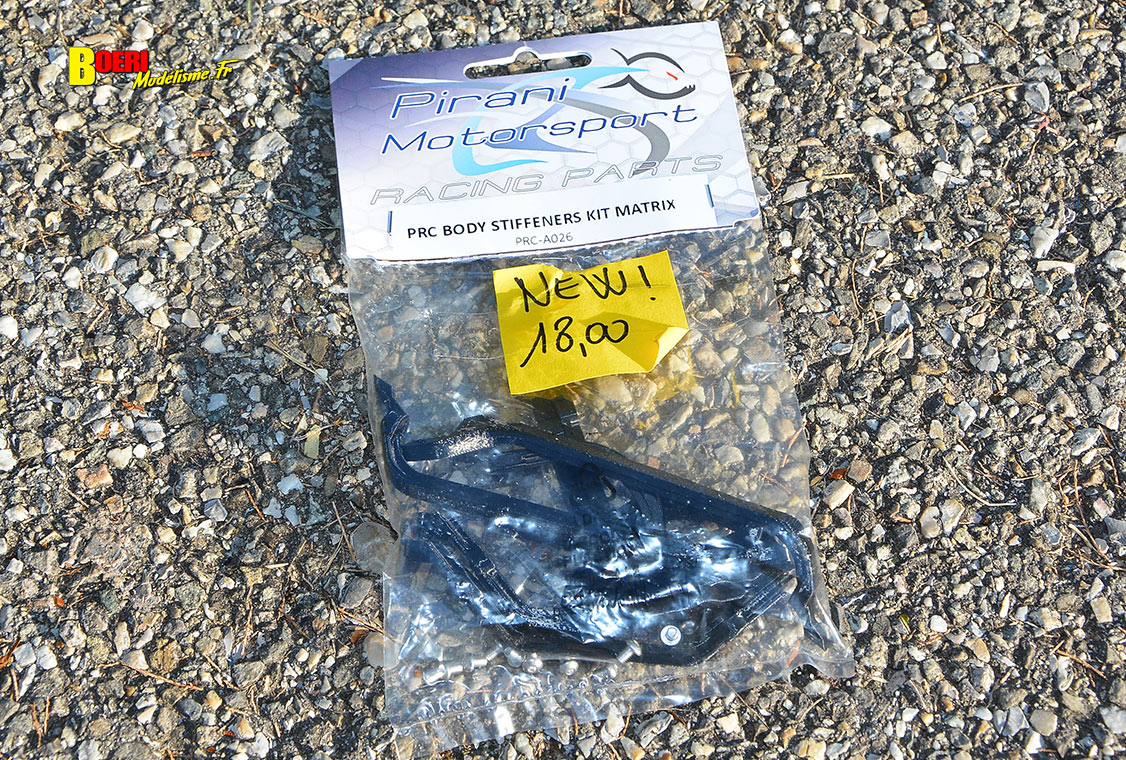 BOERI
Modelisme.Fr
Pirani
Motorsport
RACING PARTS
PRC BODY STIFFENERS KIT MATRIX
PRC-A026
NEW!
18,00